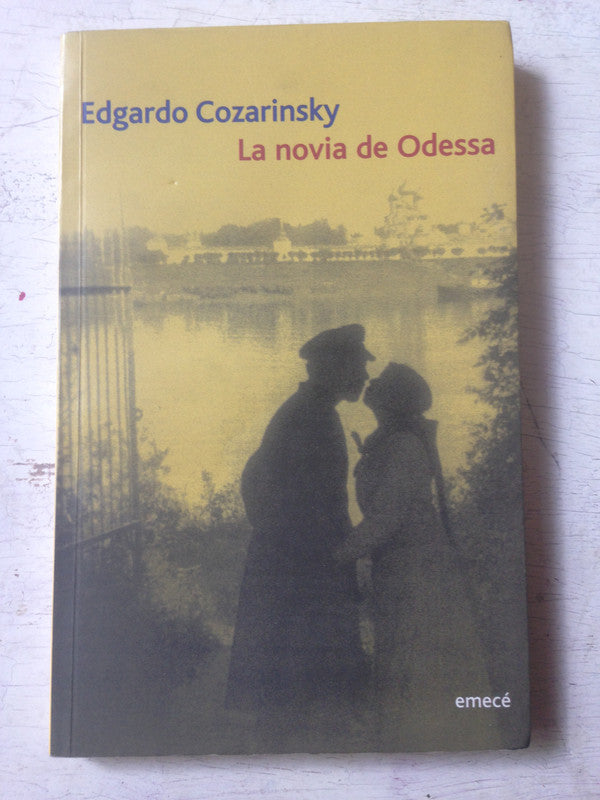 Edgardo Cozarinsky
La novia de Odessa
emecé